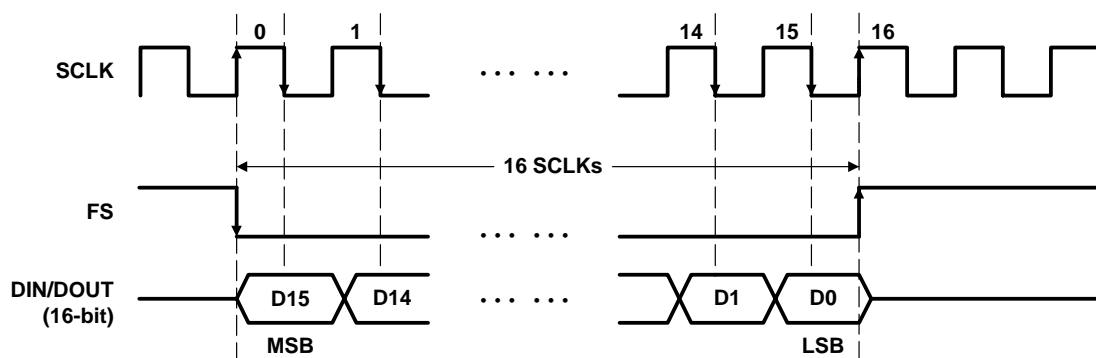 0 1 14 15 16
SCLK ... ... 
16 SCLKs
FS ... ...
DIN/DOUT
(16-bit)
D15 D14 ... ... D1 D0
MSB LSB